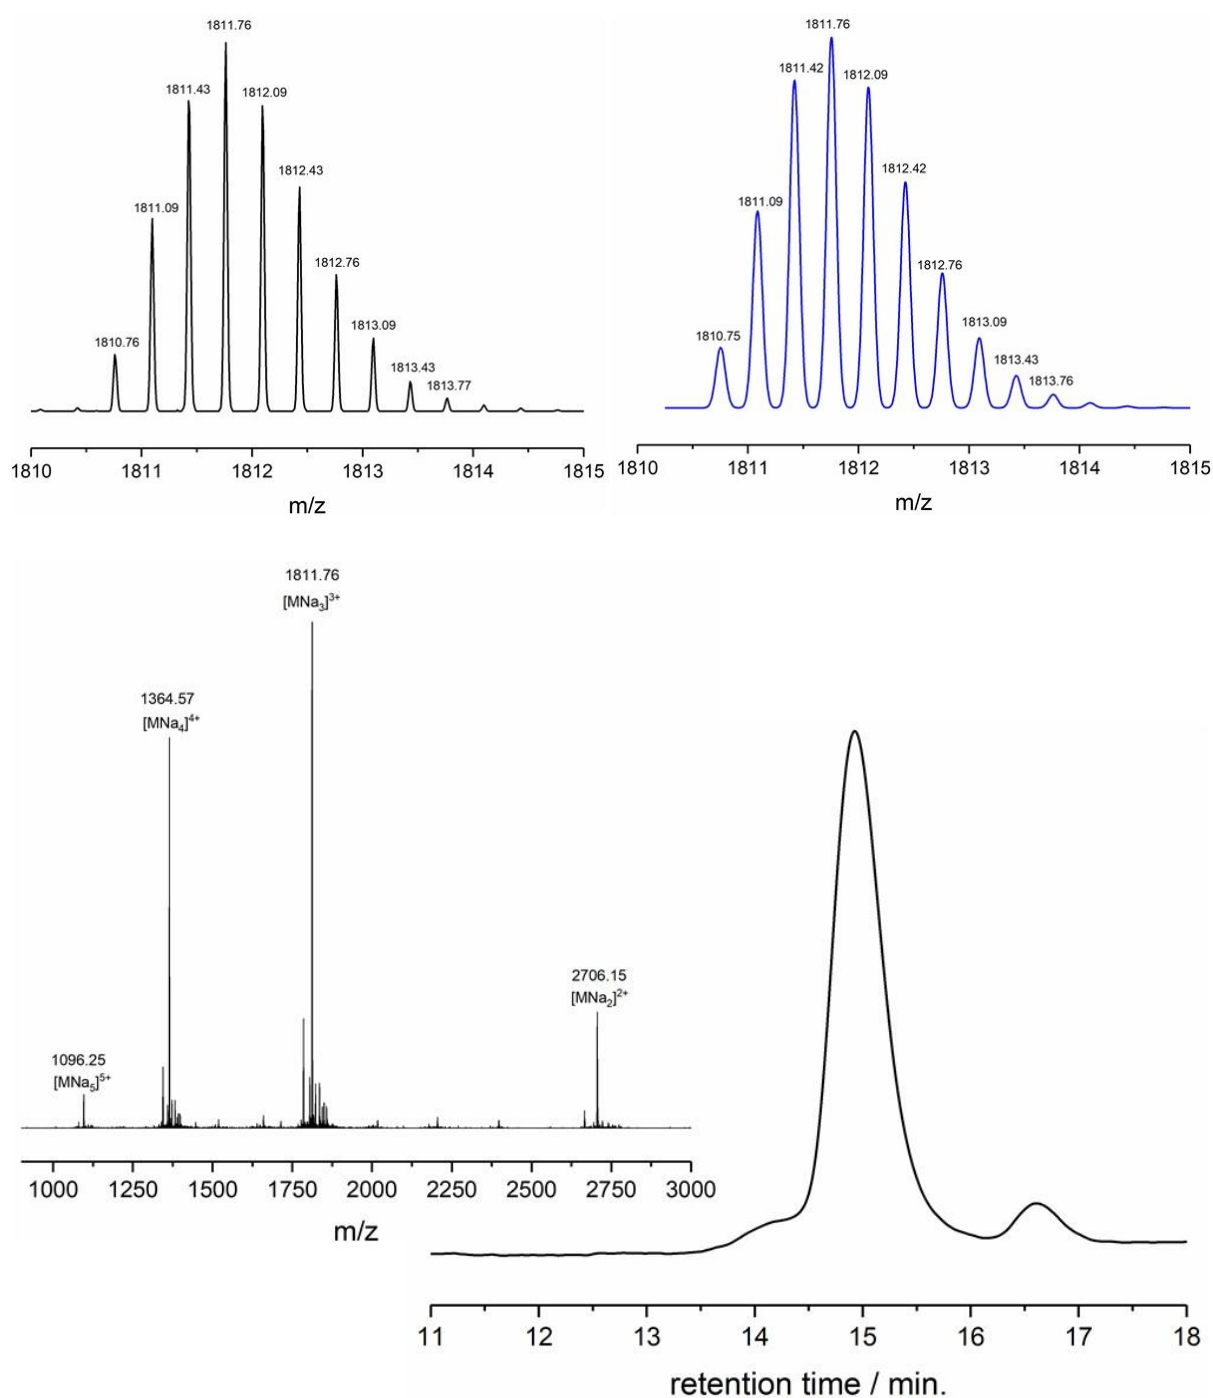 1811.76
1811.43
1812.09
1812.43
1811.09
1812.76
1813.09
1810.76
1813.43
1813.77
1810 1811 1812 1813 1814 1815
m/z
1811.76
1811.42
1812.09
1812.42
1811.09
1812.76
1813.09
1810.75
1813.43
1813.76
1810 1811 1812 1813 1814 1815
m/z
1811.76
[MNa₃]³⁺
1364.57
[MNa₄]⁴⁺
2706.15
[MNa₂]²⁺
1096.25
[MNa₅]⁵⁺
1000 1250 1500 1750 2000 2250 2500 2750 3000
m/z
11 12 13 14 15 16 17 18
retention time / min.